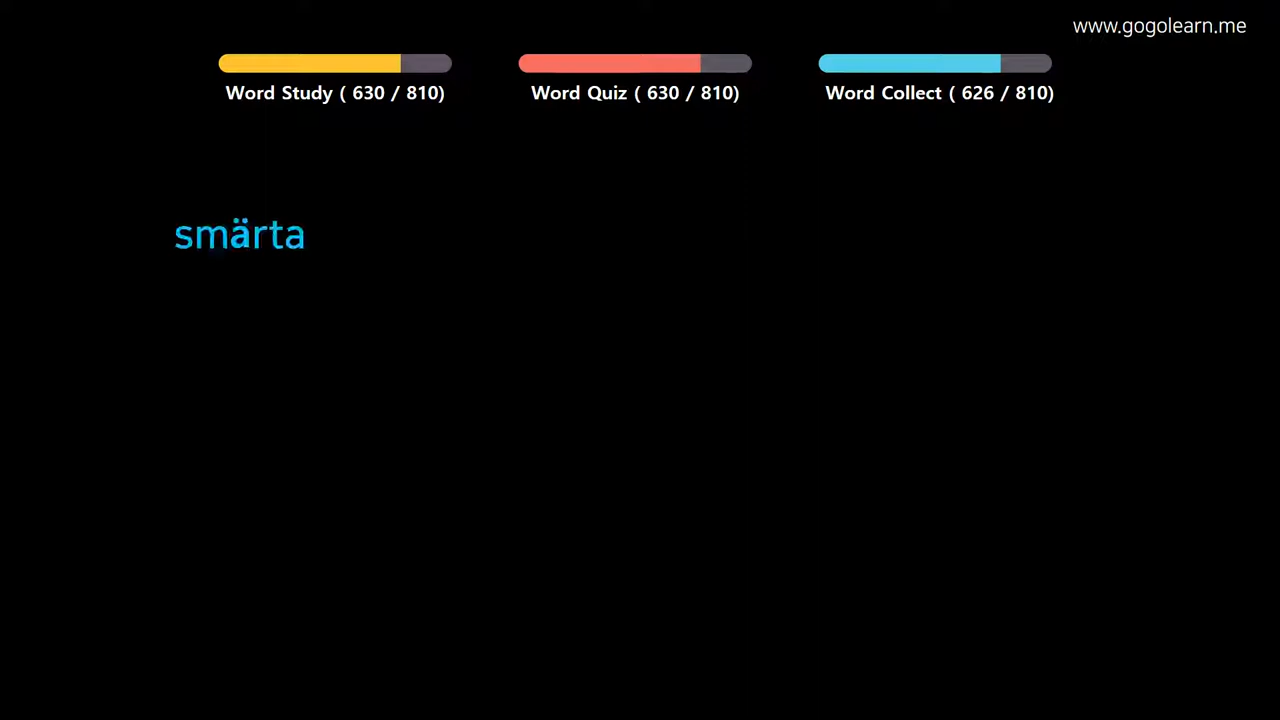 www.gogolearn.me
Word Study ( 630 / 810)
Word Quiz ( 630 / 810)
Word Collect ( 626 / 810)
smärta